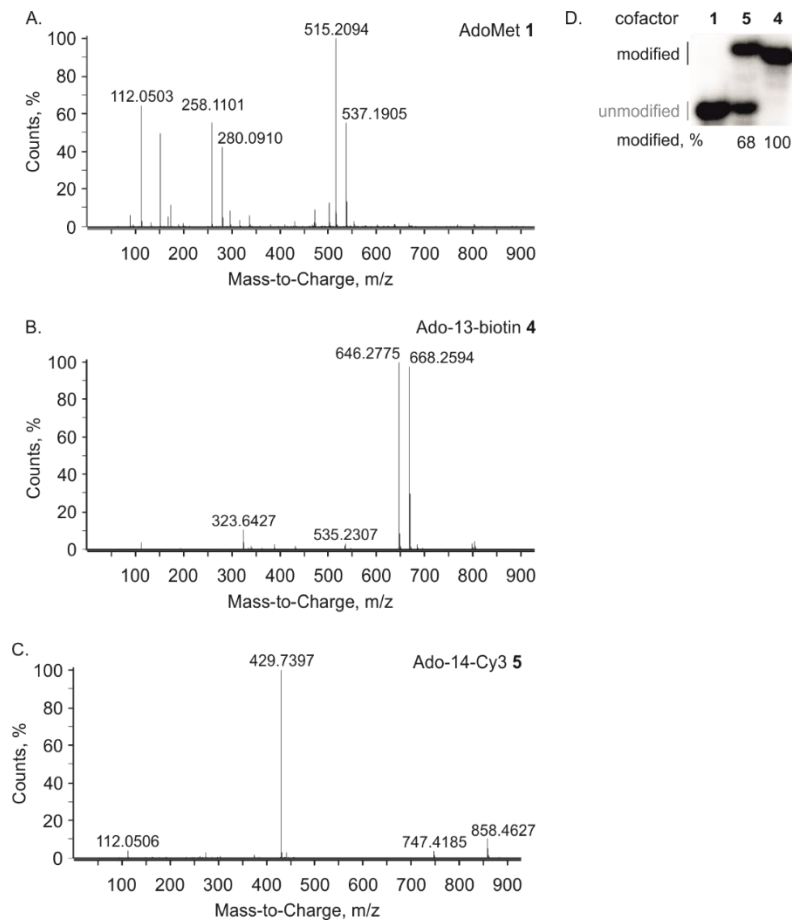 A.
AdoMet 1
Counts, %
100
80
60
40
20
0
515.2094
112.0503
258.1101
280.0910
537.1905
100 200 300 400 500 600 700 800 900
Mass-to-Charge, m/z
B.
Ado-13-biotin 4
Counts, %
100
80
60
40
20
0
646.2775
668.2594
323.6427
535.2307
100 200 300 400 500 600 700 800 900
Mass-to-Charge, m/z
C.
Ado-14-Cy3 5
Counts, %
100
80
60
40
20
0
429.7397
112.0506
747.4185
858.4627
100 200 300 400 500 600 700 800 900
Mass-to-Charge, m/z
D.
cofactor 1 5 4
modified
unmodified
modified, % 68 100